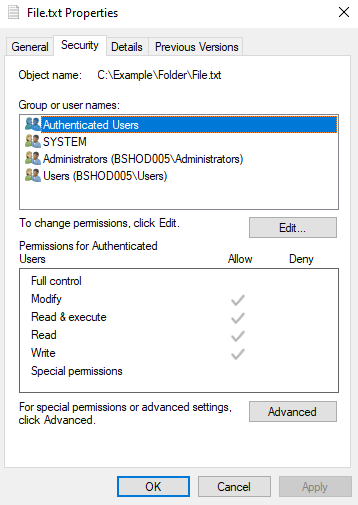 File.txt Properties
General Security Details Previous Versions
Object name: C:\Example\Folder\File.txt
Group or user names:
Authenticated Users
SYSTEM
Administrators (BSHOD005\Administrators)
Users (BSHOD005\Users)
To change permissions, click Edit.
Edit...
Permissions for Authenticated
Users Allow Deny
Full control
Modify
Read & execute
Read
Write
Special permissions
For special permissions or advanced settings,
click Advanced.
Advanced
OK Cancel Apply